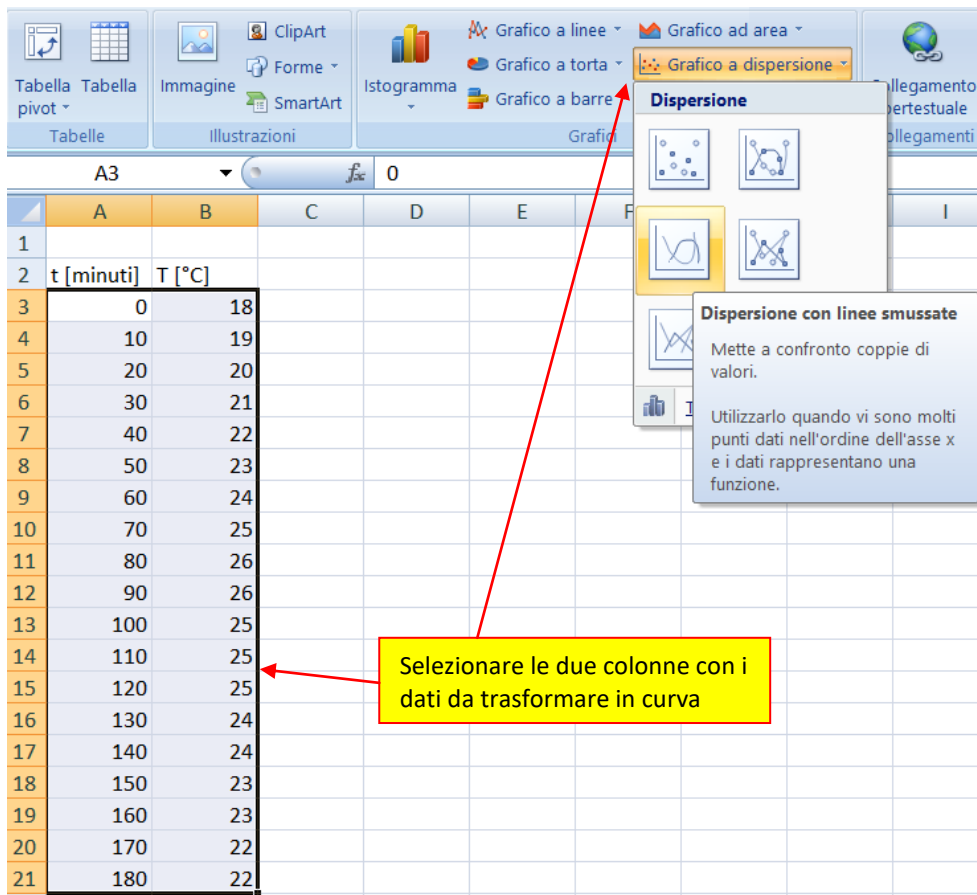 ClipArt
Grafico a linee
Grafico ad area
Forme
Grafico a torta
Grafico a dispersione
Tabella pivot
Tabella
Immagine
SmartArt
Istogramma
Grafico a barre
Tabelle
Illustrazioni
Grafici
Dispersione
A3
fx
0
A B C D E F I
1
2 t [minuti] T [°C]
3 0 18
4 10 19
5 20 20
6 30 21
7 40 22
8 50 23
9 60 24
10 70 25
11 80 26
12 90 26
13 100 25
14 110 25
15 120 25
16 130 24
17 140 24
18 150 23
19 160 23
20 170 22
21 180 22
Dispersione con linee smussate
Mette a confronto coppie di
valori.
Utilizzarlo quando vi sono molti
punti dati nell'ordine dell'asse x
e i dati rappresentano una
funzione.
Selezionare le due colonne con i
dati da trasformare in curva